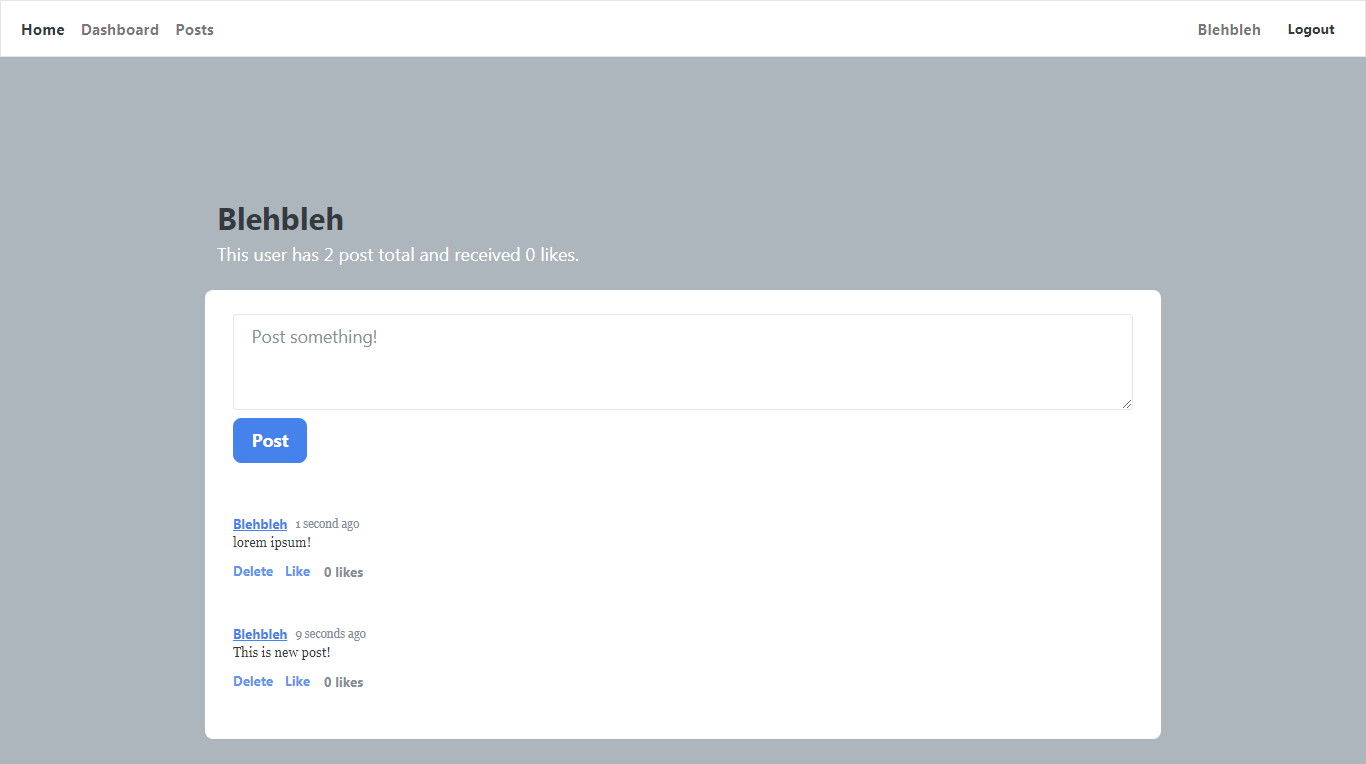 Home Dashboard Posts Blehbleh Logout
Blehbleh
This user has 2 post total and received 0 likes.
Post something!
Post
Blehbleh 1 second ago
lorem ipsum!
Delete Like 0 likes
Blehbleh 9 seconds ago
This is new post!
Delete Like 0 likes